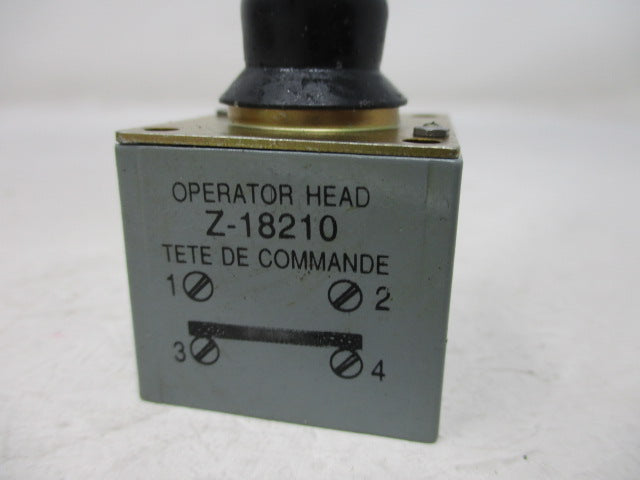 OPERATOR HEAD
Z-18210
TETE DE COMMANDE
1 2
3 4